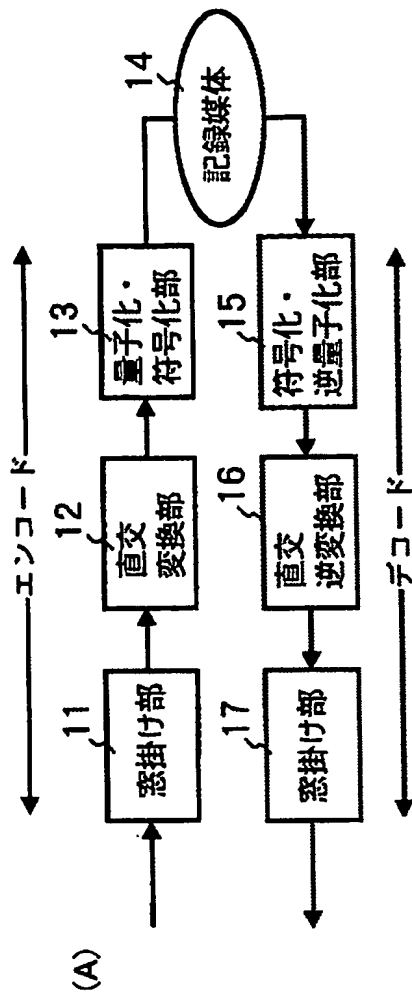 (A)
エンコード
11
窓掛け部
12
直交
変換部
13
量子化・
符号化部
14
記録媒体
15
符号化・
逆量子化部
16
直交
逆変換部
17
窓掛け部
デコード